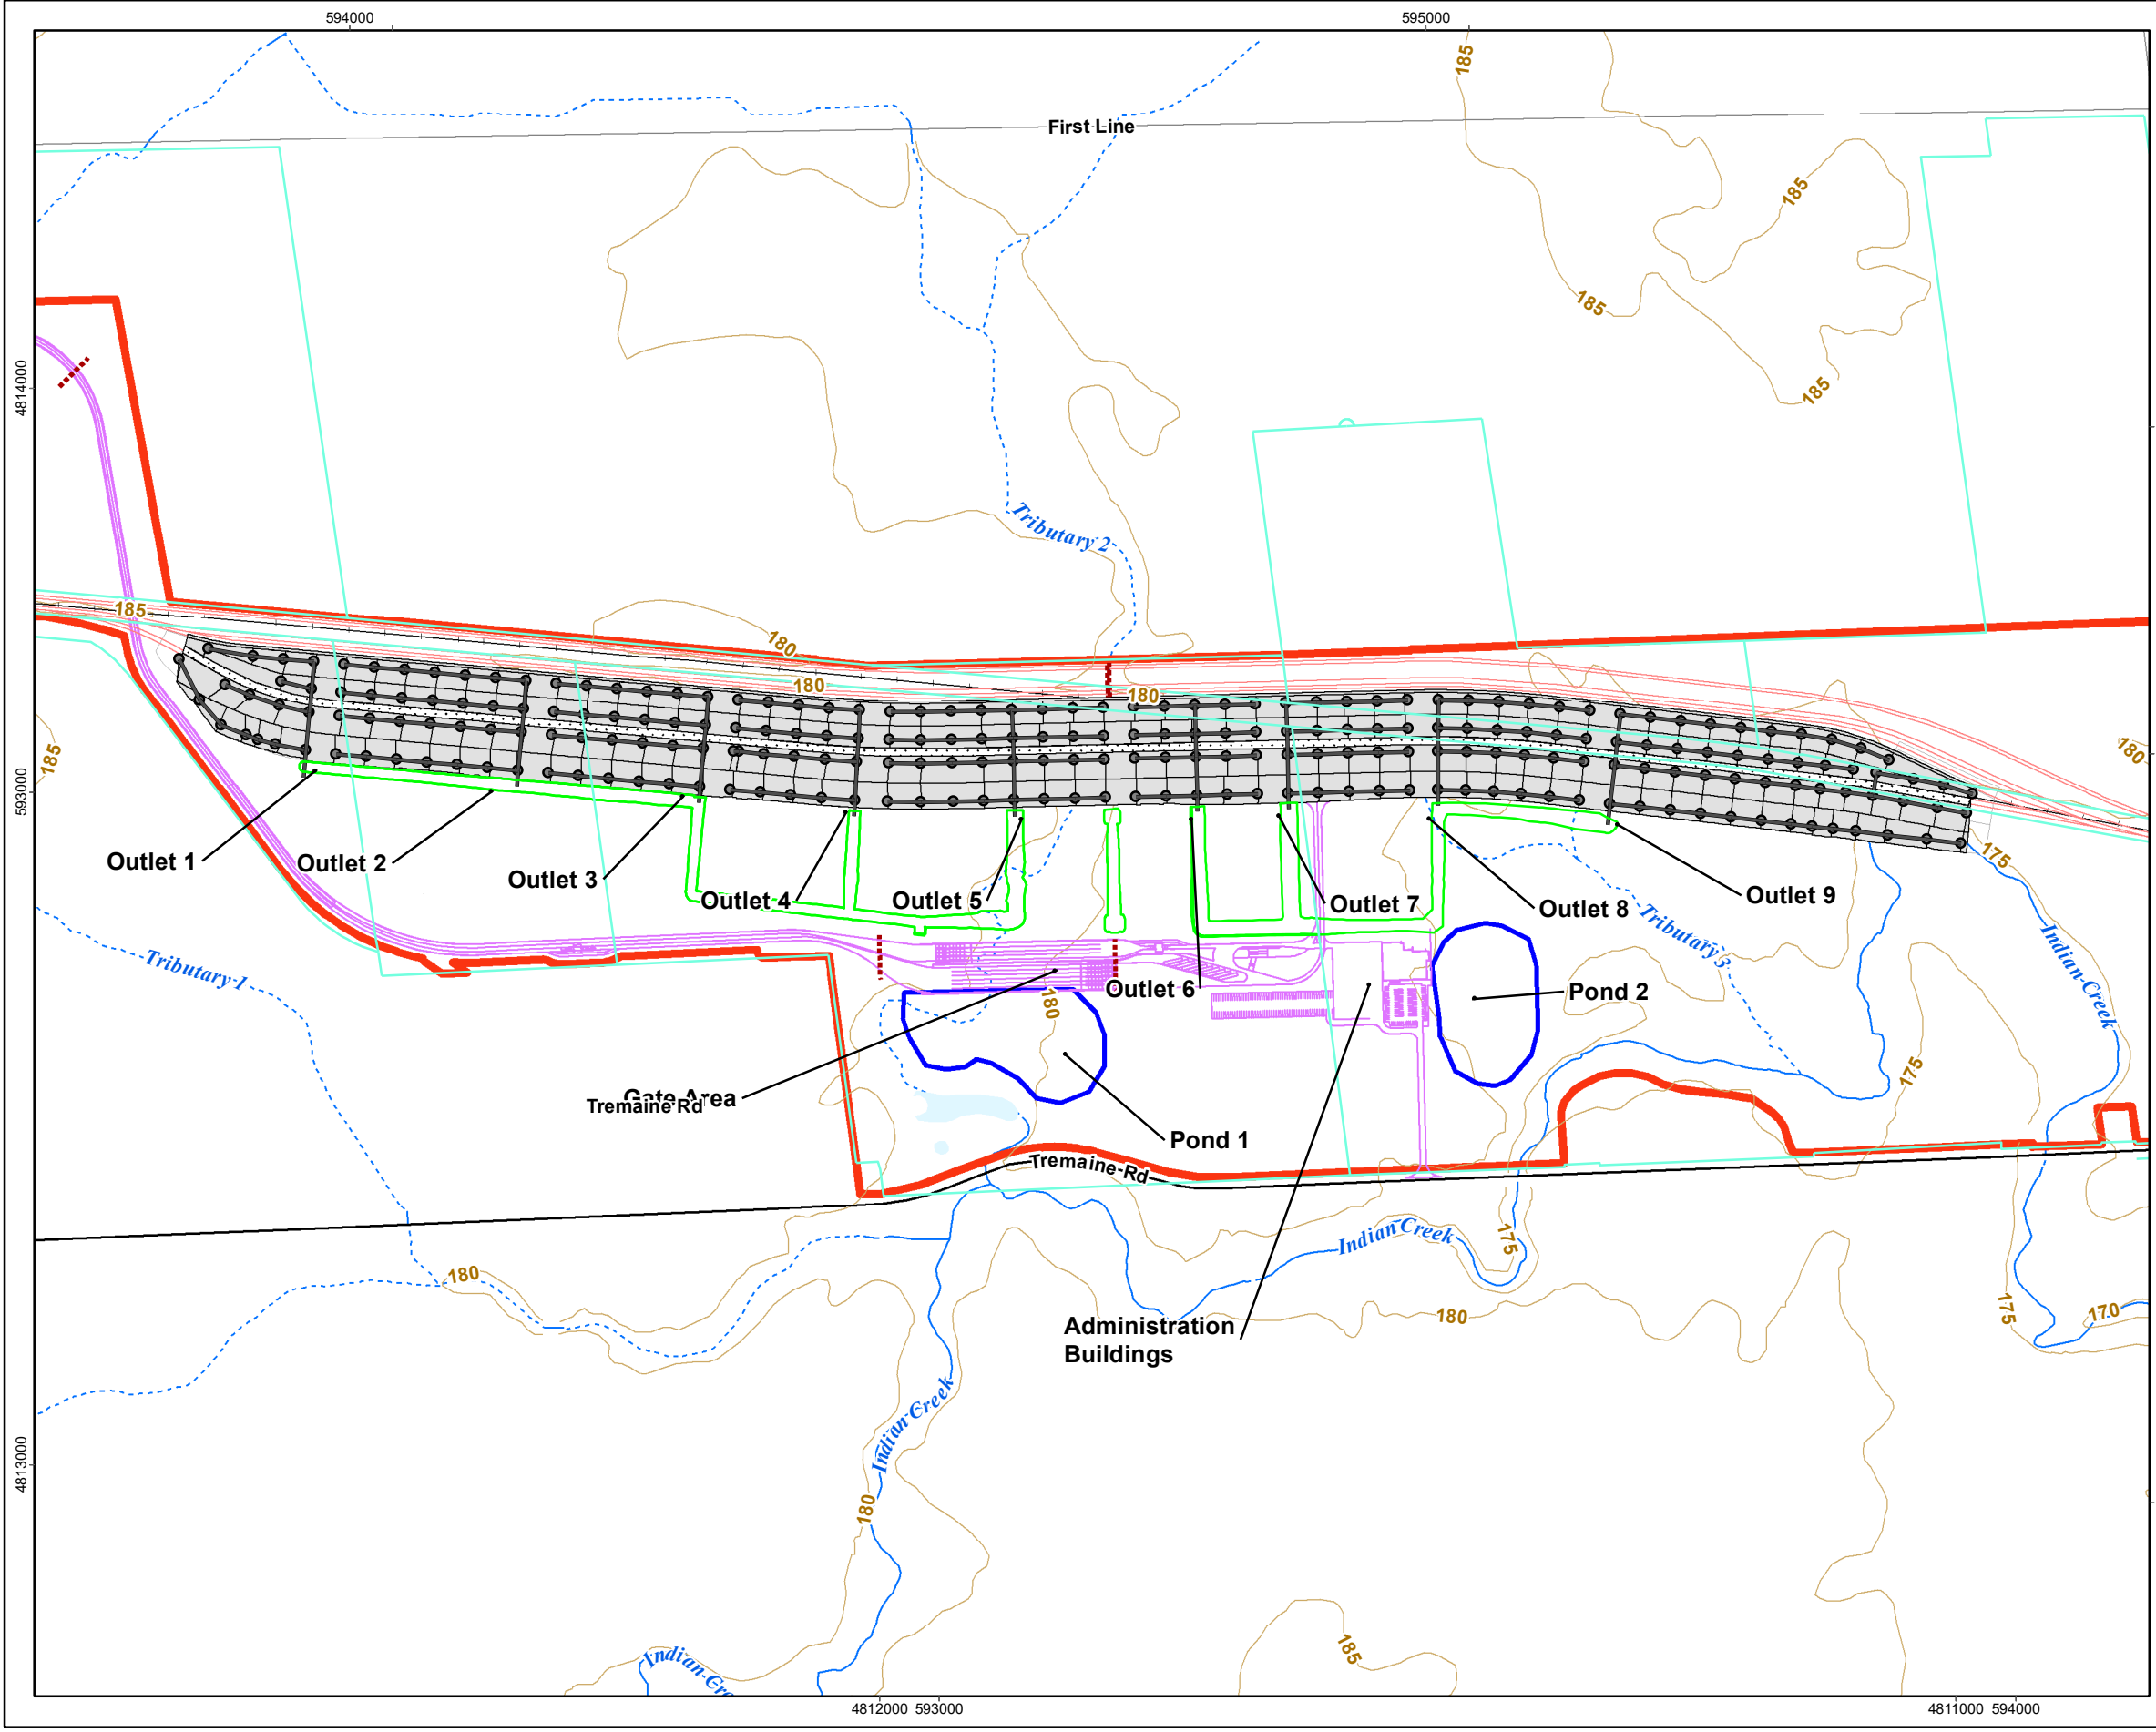 594000
595000
185
First Line
185
185
4814000
185
Tributary 2
185
180
180
180
185
180
4593000
175
Outlet 1
Outlet 2
Outlet 3
Outlet 4
Outlet 5
Outlet 7
Outlet 8
Outlet 9
Tributary 1
Tributary 3
Indian Creek
Outlet 6
180
Pond 2
175
Gate Area
Tremaine Rd
Pond 1
Tremaine Rd
Indian Creek
175
180
180
175
170
Administration
Buildings
Indian Creek
4813000
180
185
Indian Cre
4812000 593000
4811000 594000